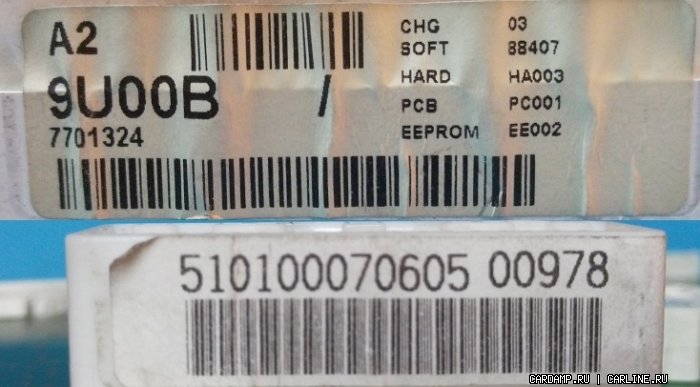 A2
9U00B /
7701324
CHG 03
SOFT 88407
HARD HA003
PCB PC001
EEPROM EE002
510100070605 00978
CARDAMP.RU | CARLINE.RU